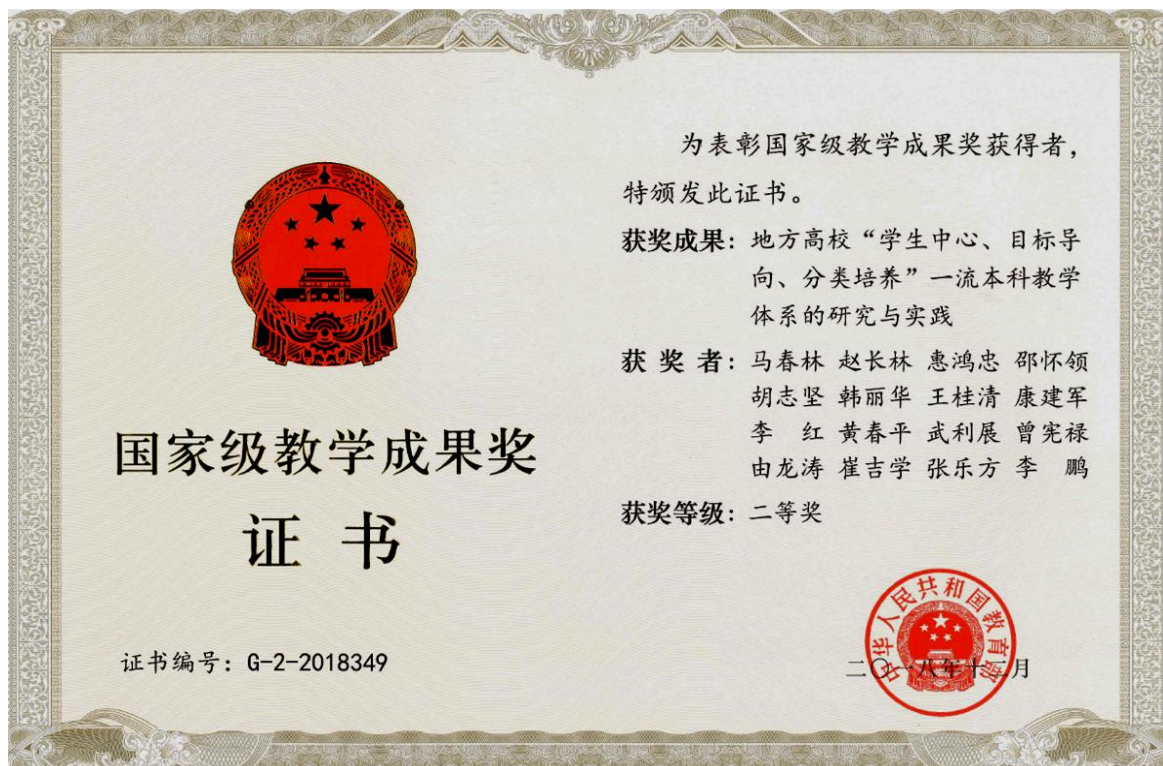 国家级教学成果奖
证书
证书编号：G-2-2018349
为表彰国家级教学成果奖获得者，
特颁发此证书。
获奖成果：地方高校“学生中心、目标导
向、分类培养”一流本科教学
体系的研究与实践
获奖者：马春林 赵长林 惠鸿忠 邵怀领
胡志坚 韩丽华 王桂清 康建军
李红 黄春平 武利展 曾宪禄
由龙涛 崔吉学 张乐方 李鹏
获奖等级：二等奖
中华人民共和国教育部
二〇一八年十二月